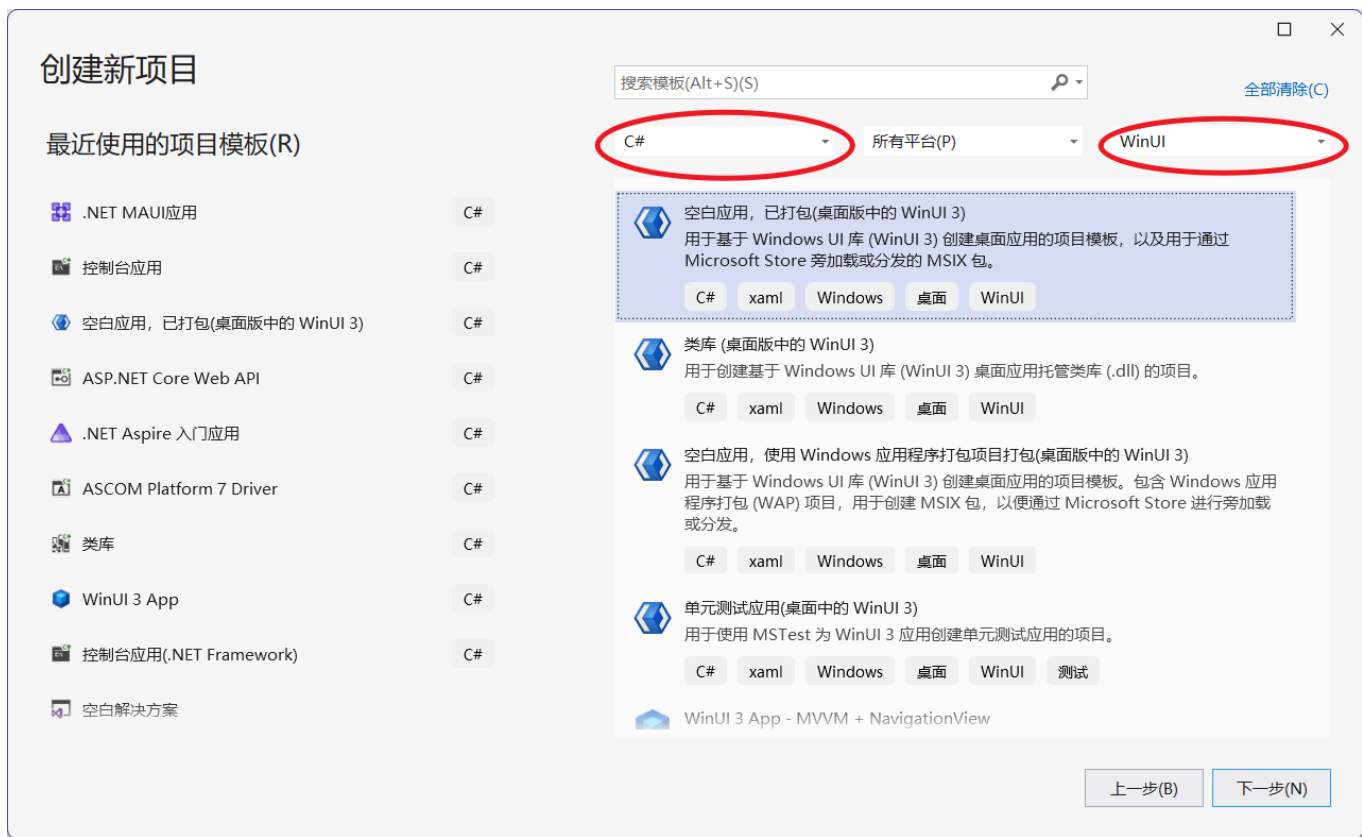 创建新项目
搜索模板(Alt+S)(S)
全部清除(C)
最近使用的项目模板(R)
C#
所有平台(P)
WinUI
.NET MAUI应用
C#
控制台应用
C#
空白应用，已打包(桌面版中的 WinUI 3)
C#
ASP.NET Core Web API
C#
.NET Aspire 入门应用
C#
ASCOM Platform 7 Driver
C#
类库
C#
WinUI 3 App
C#
控制台应用(.NET Framework)
C#
空白解决方案
空白应用，已打包(桌面版中的 WinUI 3)
用于基于 Windows UI 库 (WinUI 3) 创建桌面应用的项目模板，以及用于通过
Microsoft Store 旁加载或分发的 MSIX 包。
C# xaml Windows 桌面 WinUI
类库 (桌面版中的 WinUI 3)
用于创建基于 Windows UI 库 (WinUI 3) 桌面应用托管类库 (.dll) 的项目。
C# xaml Windows 桌面 WinUI
空白应用，使用 Windows 应用程序打包项目打包(桌面版中的 WinUI 3)
用于基于 Windows UI 库 (WinUI 3) 创建桌面应用的项目模板。包含 Windows 应用
程序打包 (WAP) 项目，用于创建 MSIX 包，以便通过 Microsoft Store 进行旁加载
或分发。
C# xaml Windows 桌面 WinUI
单元测试应用(桌面中的 WinUI 3)
用于使用 MSTest 为 WinUI 3 应用创建单元测试应用的项目。
C# xaml Windows 桌面 WinUI 测试
WinUI 3 App - MVVM + NavigationView
上一步(B)
下一步(N)